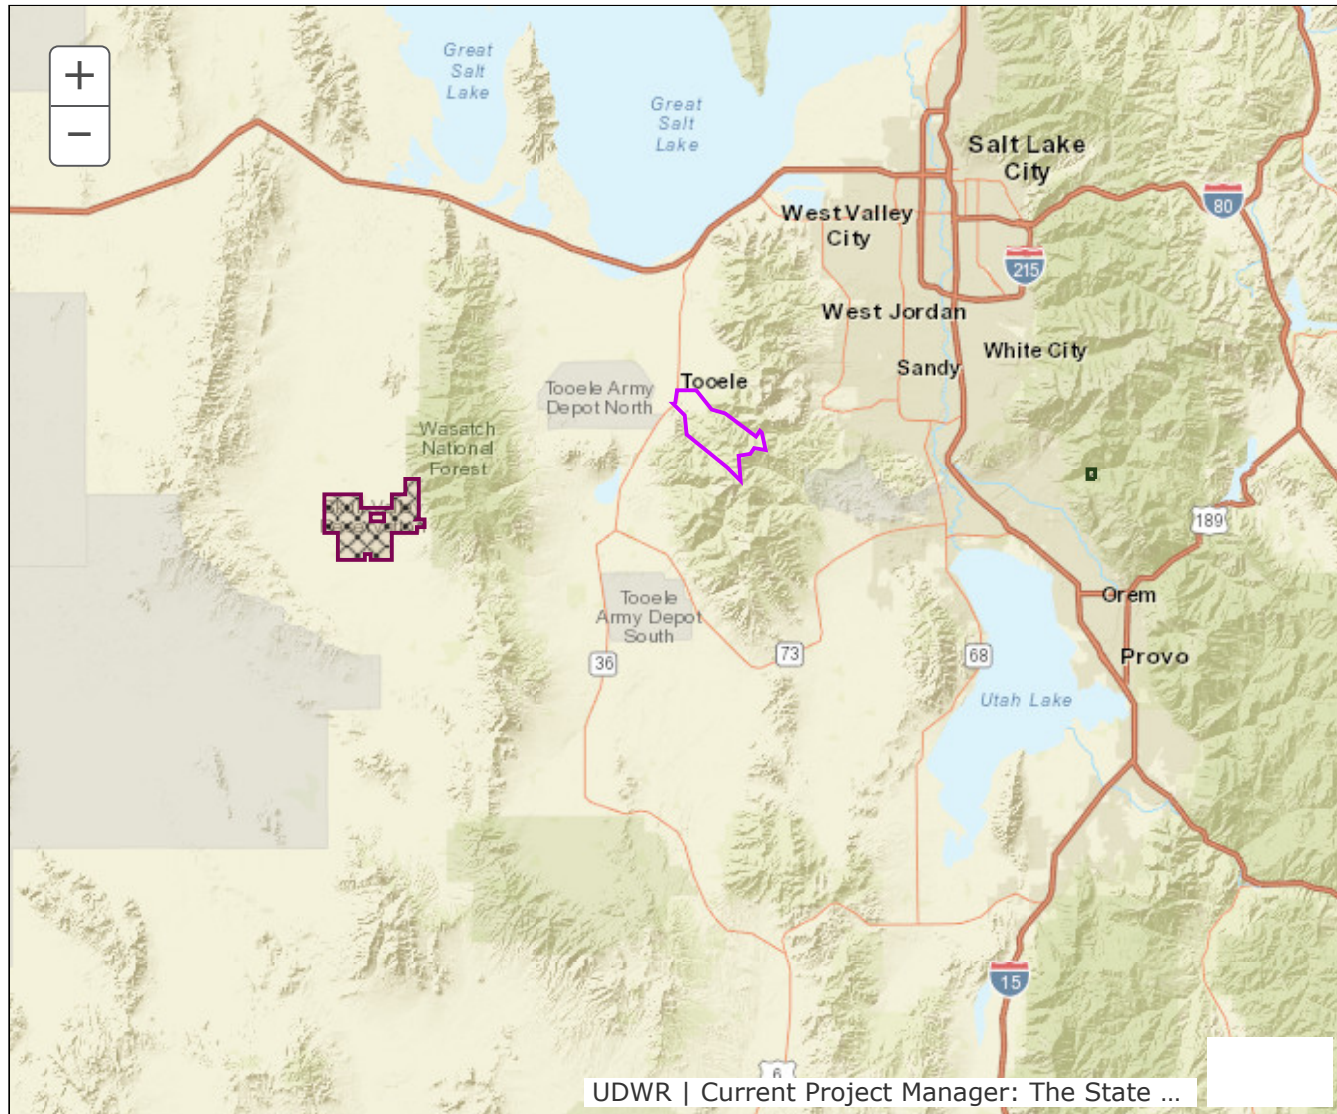 +
−
Great
Salt
Lake
Great
Salt
Lake
Salt Lake
City
80
West Valley
City
215
West Jordan
White City
Sandy
Tooele
Tooele Army
Depot North
Wasatch
National
Forest
189
Tooele
Army Depot
South
Orem
36
73
68
Provo
Utah Lake
15
6
UDWR | Current Project Manager: The State ...